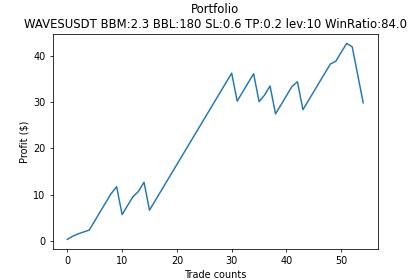 Portfolio
WAVESUSDT BBM:2.3 BBL:180 SL:0.6 TP:0.2 lev:10 WinRatio:84.0
40
30
20
10
0
Profit ($)
0 10 20 30 40 50
Trade counts